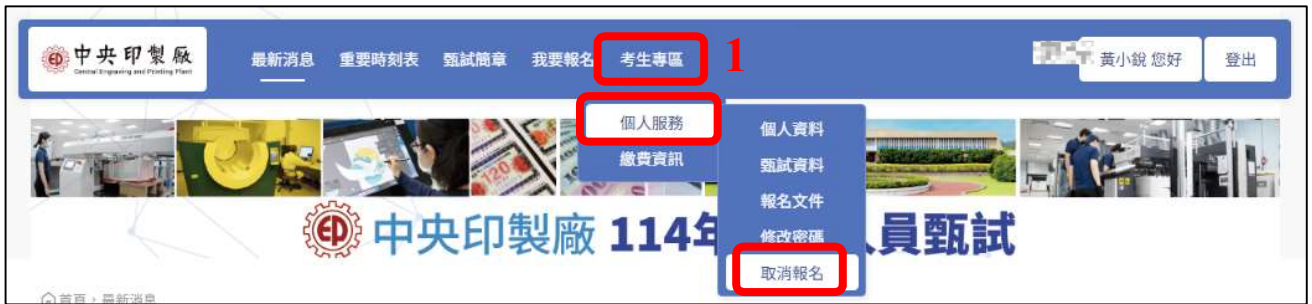 中央印製廠
Central Engraving and Printing Plant
最新消息 重要時刻表 甄試簡章 我要報名 考生專區 1 黃小銳 您好 登出
個人服務 個人資料
繳費資訊 甄試資料
報名文件
修改密碼
取消報名
中央印製廠 114年 人員甄試
首頁 › 最新消息